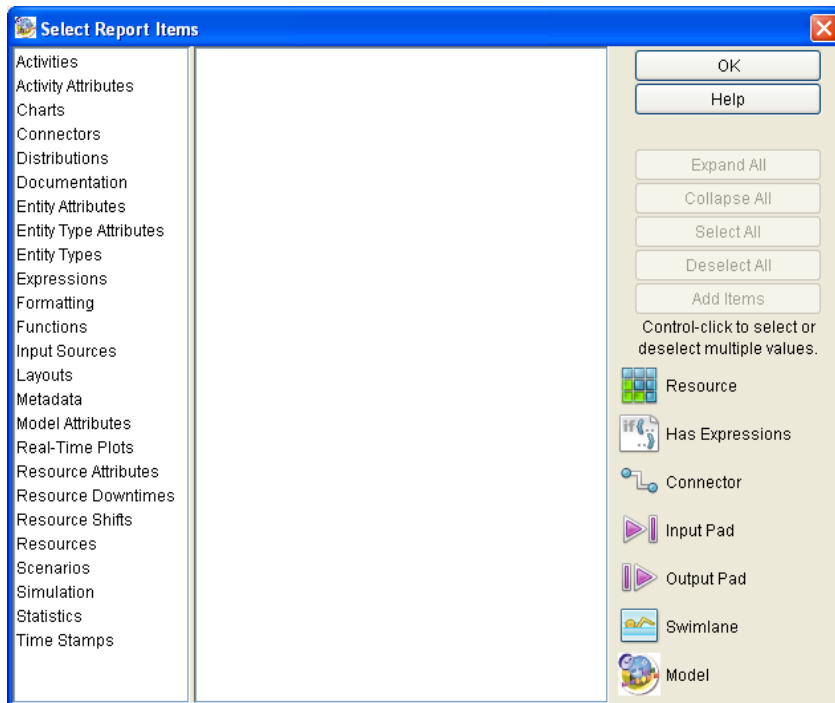 Select Report Items
Activities
Activity Attributes
Charts
Connectors
Distributions
Documentation
Entity Attributes
Entity Type Attributes
Entity Types
Expressions
Formatting
Functions
Input Sources
Layouts
Metadata
Model Attributes
Real-Time Plots
Resource Attributes
Resource Downtimes
Resource Shifts
Resources
Scenarios
Simulation
Statistics
Time Stamps
OK
Help
Expand All
Collapse All
Select All
Deselect All
Add Items
Control-click to select or
deselect multiple values.
Resource
if(..
..)
Has Expressions
Connector
Input Pad
Output Pad
Swimlane
Model